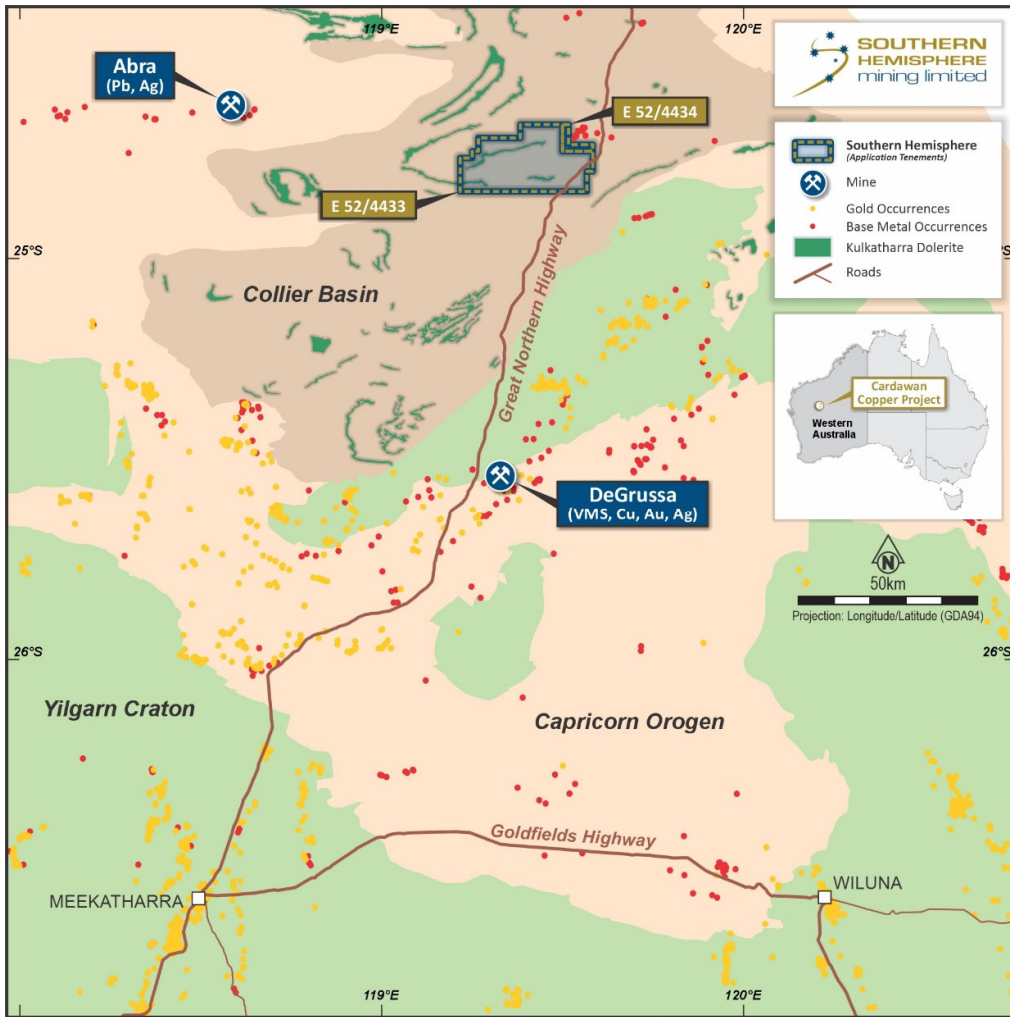 119°E
120°E
SOUTHERN
HEMISPHERE
mining limited
Abra
(Pb, Ag)
E 52/4434
E 52/4433
Southern Hemisphere
(Application Tenements)
Mine
Gold Occurrences
Base Metal Occurrences
Kulkatharra Dolerite
Roads
25°S
°S
Collier Basin
Great Northern Highway
Cardawan
Copper Project
Western
Australia
DeGrussa
(VMS, Cu, Au, Ag)
N
50km
Projection: Longitude/Latitude (GDA94)
26°S
26°S
Yilgarn Craton
Capricorn Orogen
Goldfields Highway
MEEKATHARRA
WILUNA
119°E
120°E